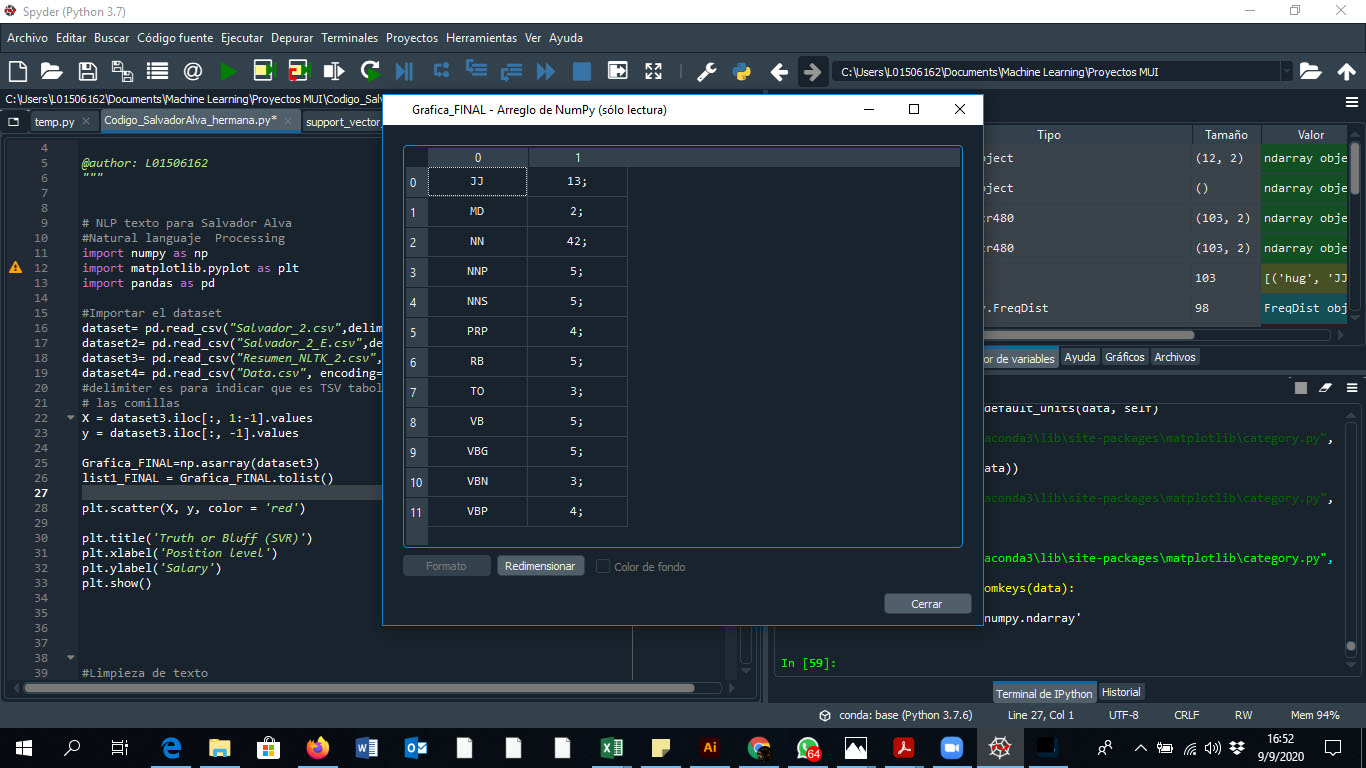 Spyder (Python 3.7)
Archivo Editar Buscar Código fuente Ejecutar Depurar Terminales Proyectos Herramientas Ver Ayuda
C:\Users\L01506162\Documents\Machine Learning\Proyectos MUI
C:\Users\L01506162\Documents\Machine Learning\Proyectos MUI\Codigo_Salv
temp.py Codigo_SalvadorAlva_hermana.py* support_vector_
4
5 @author: L01506162
6 """
7
8
9 # NLP texto para Salvador Alva
10 #Natural languaje Processing
11 import numpy as np
12 import matplotlib.pyplot as plt
13 import pandas as pd
14
15 #Importar el dataset
16 dataset= pd.read_csv("Salvador_2.csv",delim
17 dataset2= pd.read_csv("Salvador_2_E.csv",de
18 dataset3= pd.read_csv("Resumen_NLTK_2.csv",
19 dataset4= pd.read_csv("Data.csv", encoding=
20 #delimiter es para indicar que es TSV tabol
21 # las comillas
22 X = dataset3.iloc[:, 1:-1].values
23 y = dataset3.iloc[:, -1].values
24
25 Grafica_FINAL=np.asarray(dataset3)
26 list1_FINAL = Grafica_FINAL.tolist()
27
28 plt.scatter(X, y, color = 'red')
29
30 plt.title('Truth or Bluff (SVR)')
31 plt.xlabel('Position level')
32 plt.ylabel('Salary')
33 plt.show()
34
35
36
37
38
39 #Limpieza de texto
Grafica_FINAL - Arreglo de NumPy (sólo lectura)
0 1
0 JJ 13;
1 MD 2;
2 NN 42;
3 NNP 5;
4 NNS 5;
5 PRP 4;
6 RB 5;
7 TO 3;
8 VB 5;
9 VBG 5;
10 VBN 3;
11 VBP 4;
Formato Redimensionar Color de fondo
Cerrar
Tipo Tamaño Valor
oject (12, 2) ndarray obje
oject () ndarray obje
tr480 (103, 2) ndarray obje
tr480 (103, 2) ndarray obje
103 [('hug', 'JJ
y.FreqDist 98 FreqDist obj
or de variables Ayuda Gráficos Archivos
default_units(data, self)
aconda3\lib\site-packages\matplotlib\category.py",
ata))
aconda3\lib\site-packages\matplotlib\category.py",
aconda3\lib\site-packages\matplotlib\category.py",
omkeys(data):
numpy.ndarray'
In [59]:
Terminal de IPython Historial
conda: base (Python 3.7.6) Line 27, Col 1 UTF-8 CRLF RW Mem 94%
64
16:52
9/9/2020